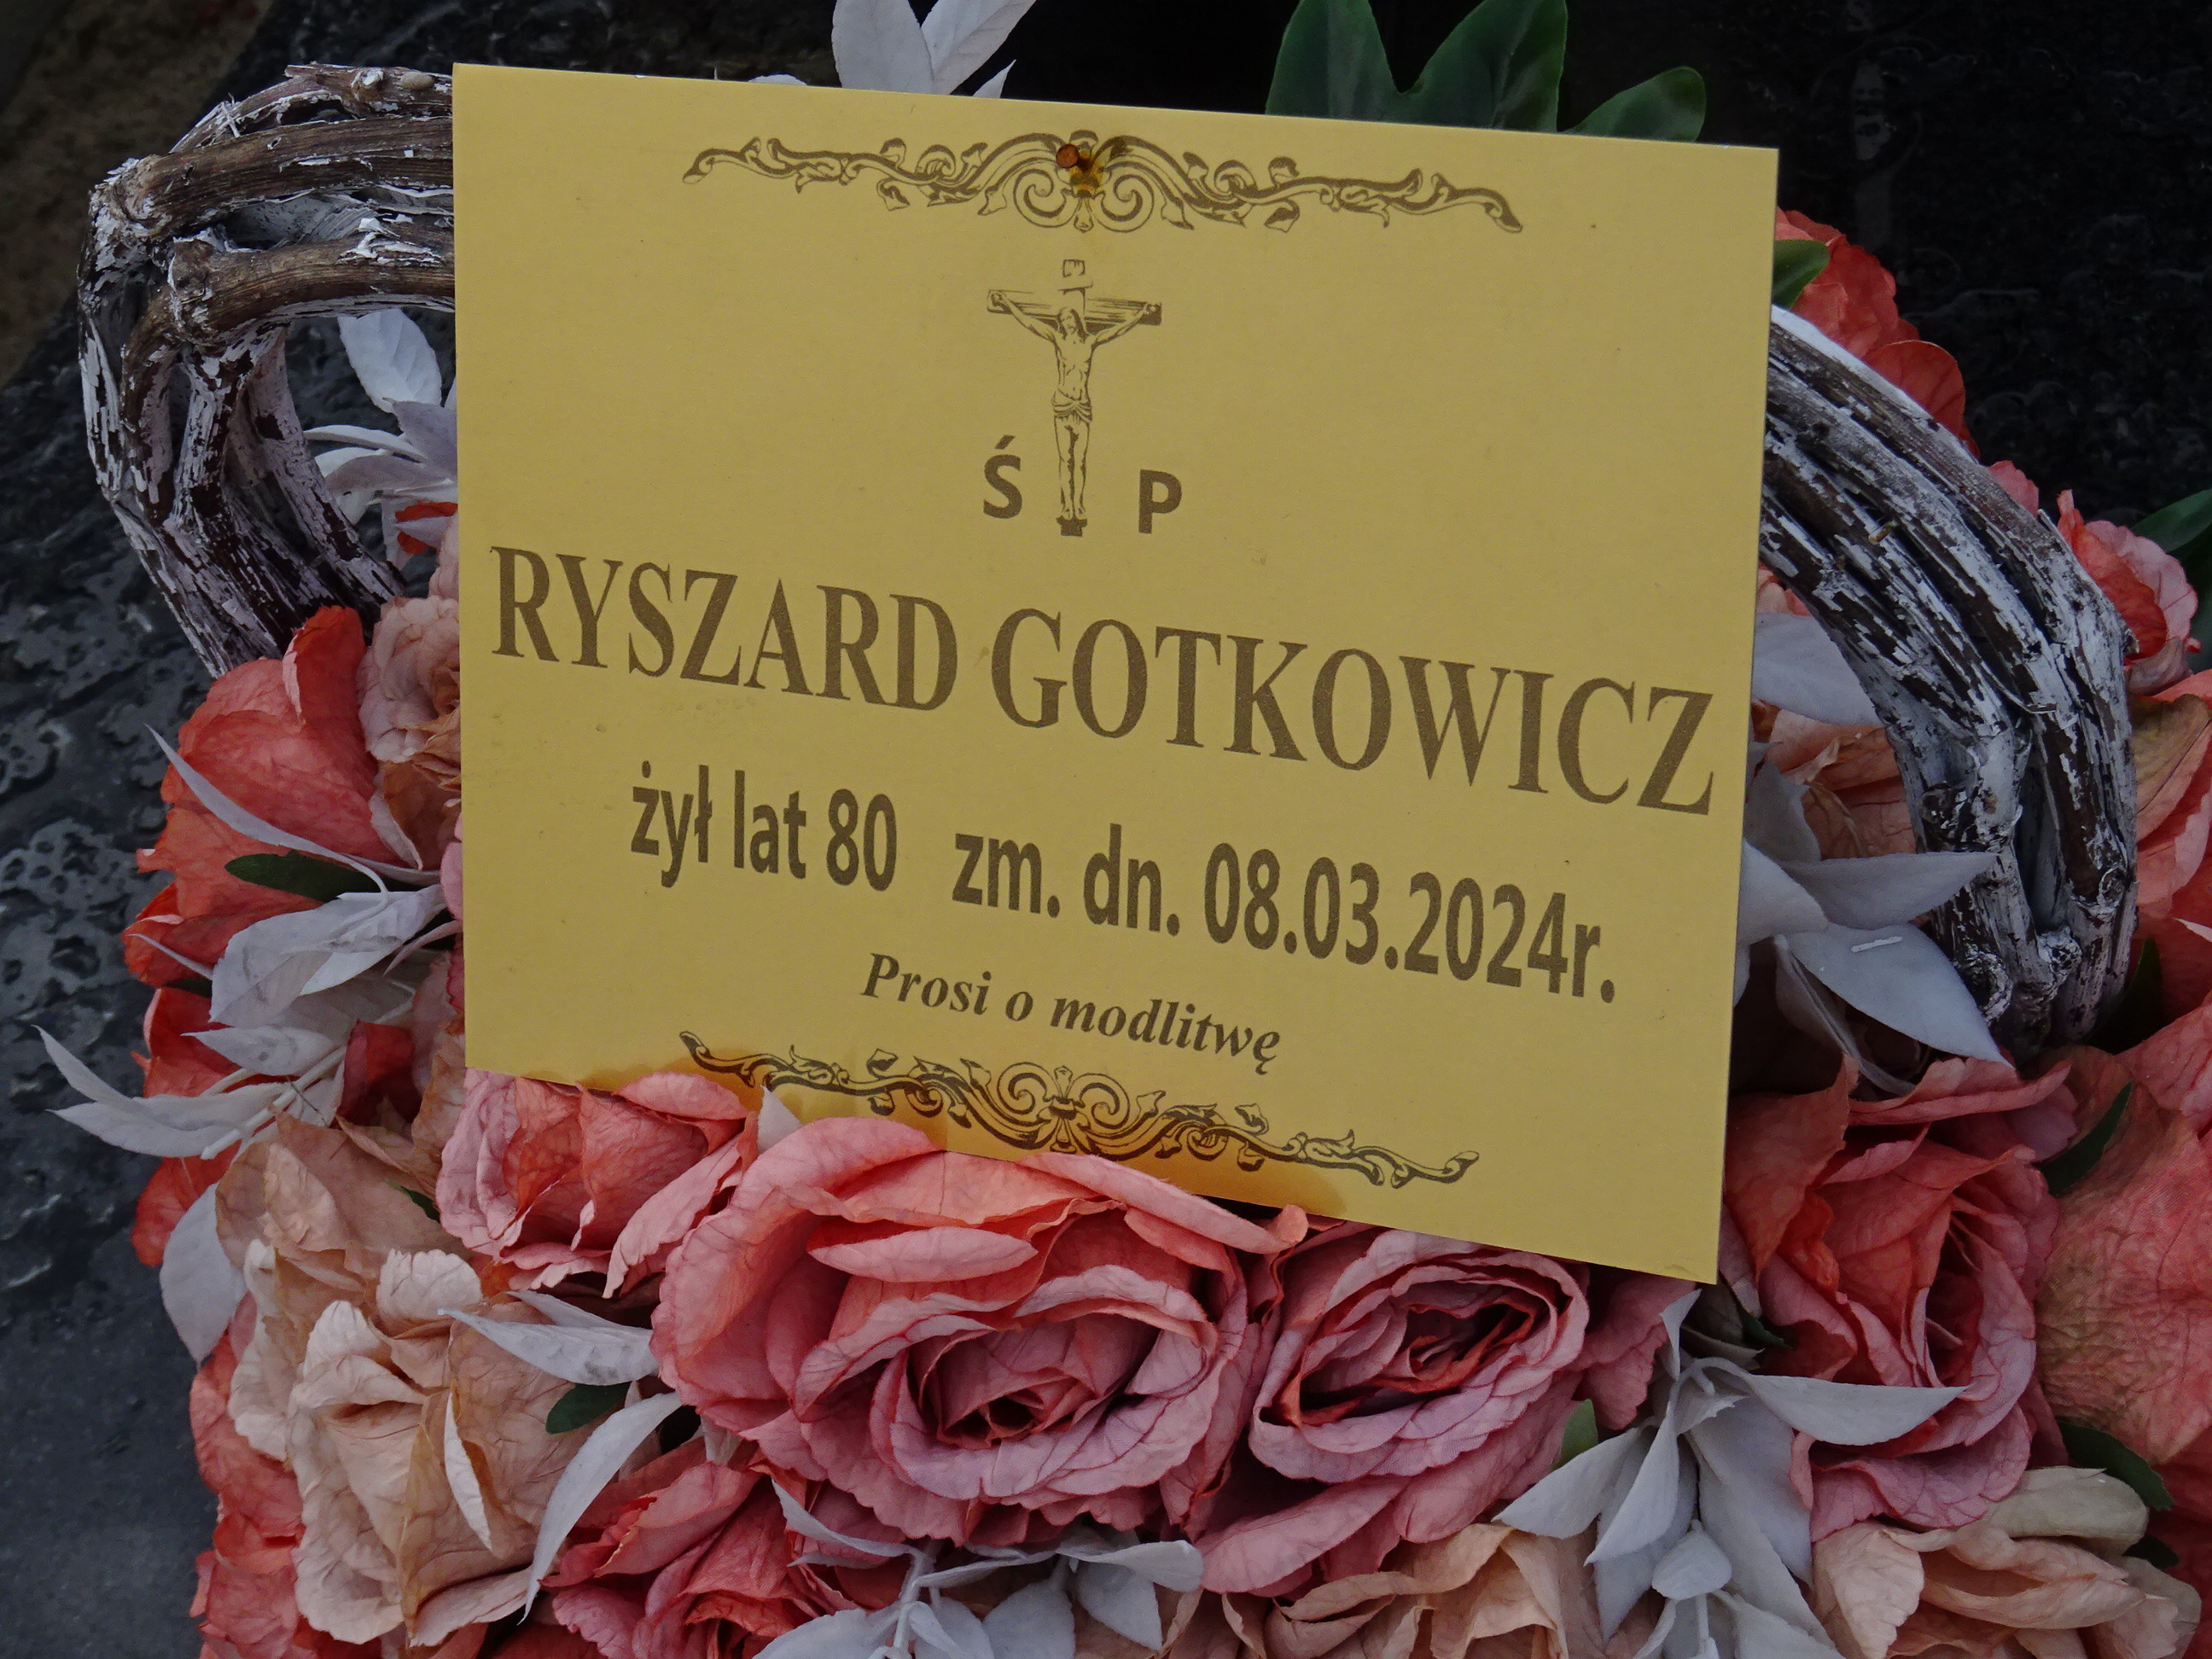 Ś P
RYSZARD GOTKOWICZ
żył lat 80 zm. dn. 08.03.2024r.
Prosi o modlitwę